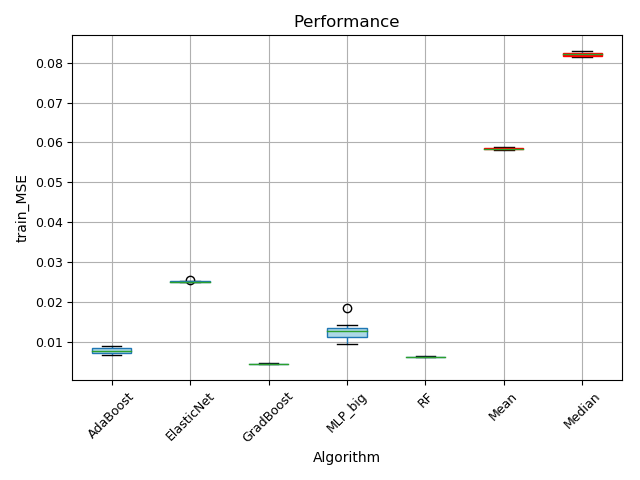 Performance
train_MSE
0.08
0.07
0.06
0.05
0.04
0.03
0.02
0.01
AdaBoost
ElasticNet
GradBoost
MLP_big
RF
Mean
Median
Algorithm